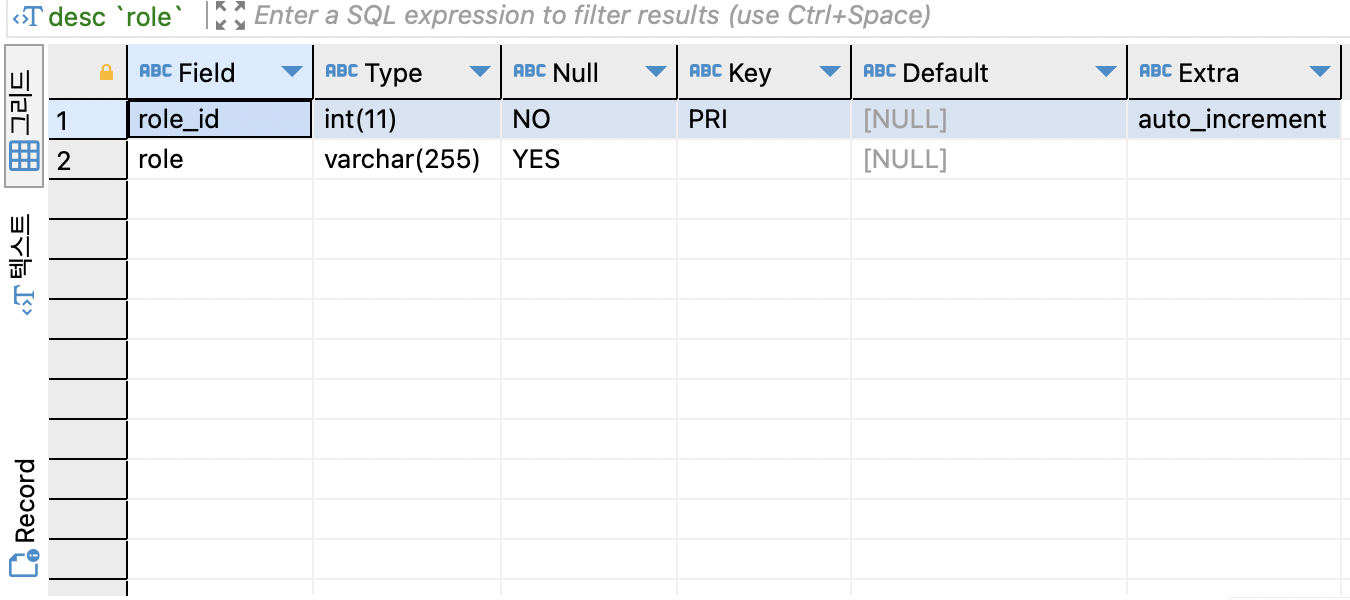 desc `role`
Enter a SQL expression to filter results (use Ctrl+Space)
그리드
텍스트
Record
ABC Field ABC Type ABC Null ABC Key ABC Default ABC Extra
1 role_id int(11) NO PRI [NULL] auto_increment
2 role varchar(255) YES [NULL]